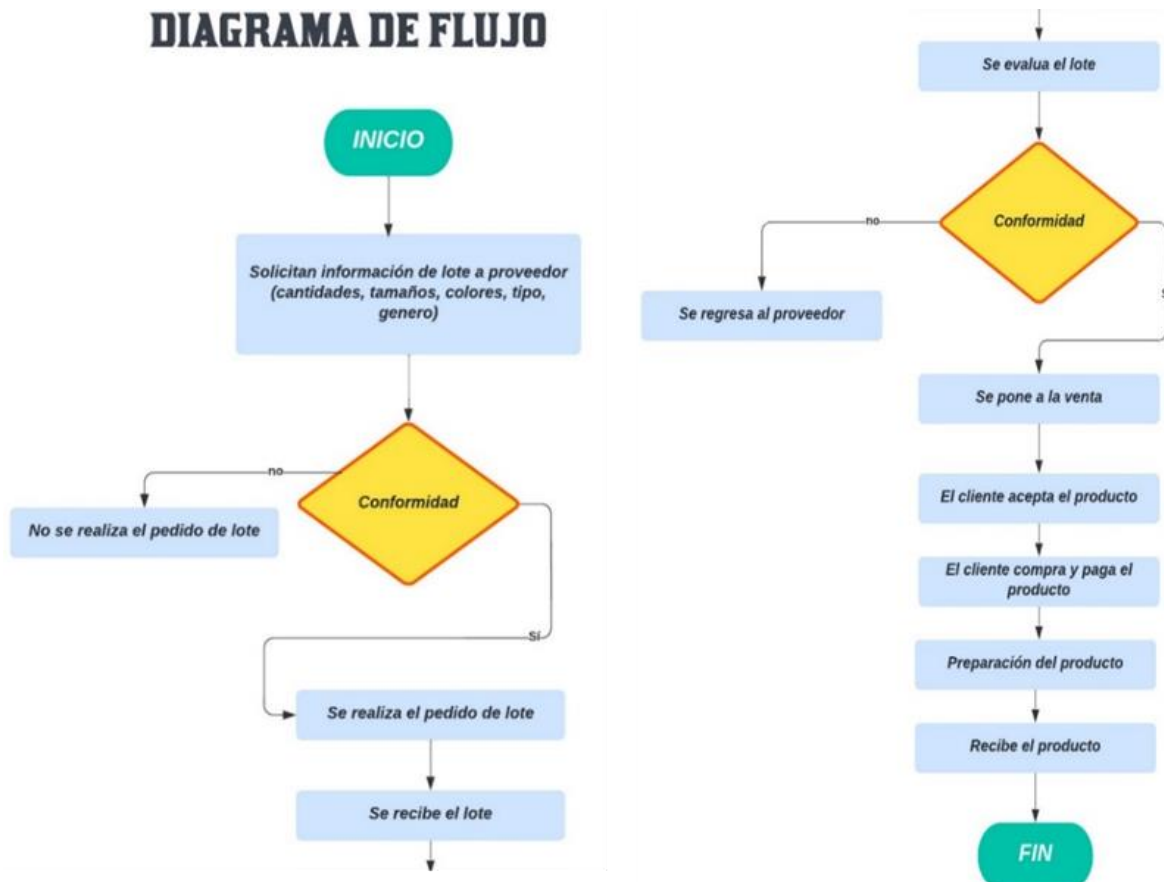 DIAGRAMA DE FLUJO
INICIO
Solicitan información de lote a proveedor
(cantidades, tamaños, colores, tipo,
genero)
Conformidad
no
No se realiza el pedido de lote
Sí
Se realiza el pedido de lote
Se recibe el lote
Se evalua el lote
Conformidad
no
Se regresa al proveedor
Se pone a la venta
El cliente acepta el producto
El cliente compra y paga el
producto
Preparación del producto
Recibe el producto
FIN